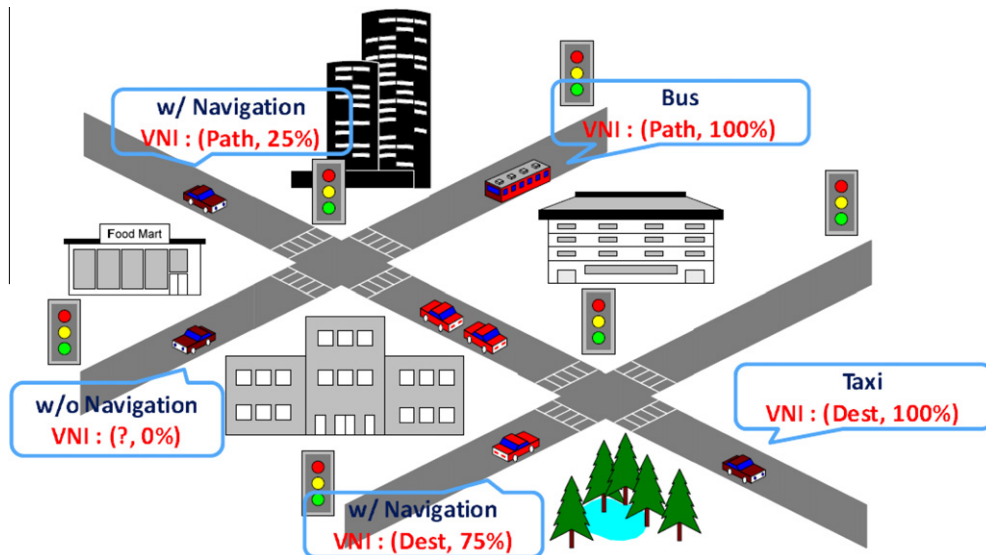 w/ Navigation
VNI : (Path, 25%)
Bus
VNI : (Path, 100%)
Food Mart
w/o Navigation
VNI : (?, 0%)
Taxi
VNI : (Dest, 100%)
w/ Navigation
VNI : (Dest, 75%)